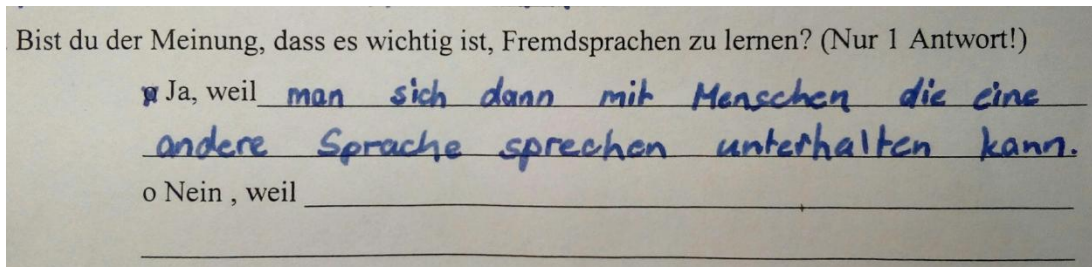 Bist du der Meinung, dass es wichtig ist, Fremdsprachen zu lernen? (Nur 1 Antwort!)
Ja, weil man sich dann mit Menschen die eine
andere Sprache sprechen unterhalten kann.
o Nein , weil